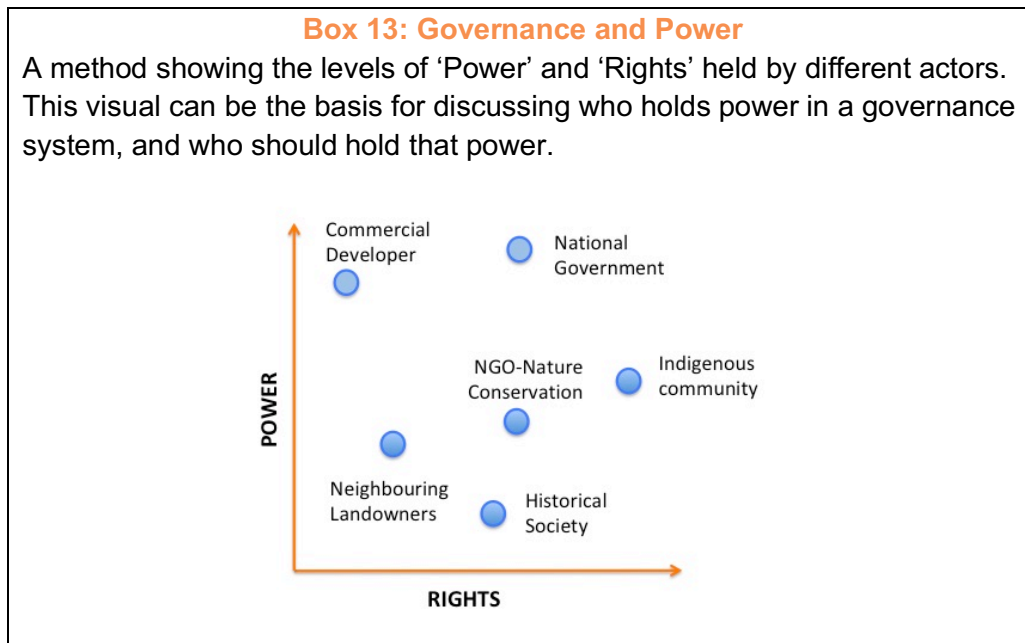 Box 13: Governance and Power
A method showing the levels of ‘Power’ and ‘Rights’ held by different actors.
This visual can be the basis for discussing who holds power in a governance
system, and who should hold that power.
Commercial
Developer
National
Government
NGO-Nature
Conservation
Indigenous
community
POWER
Neighbouring
Landowners
Historical
Society
RIGHTS